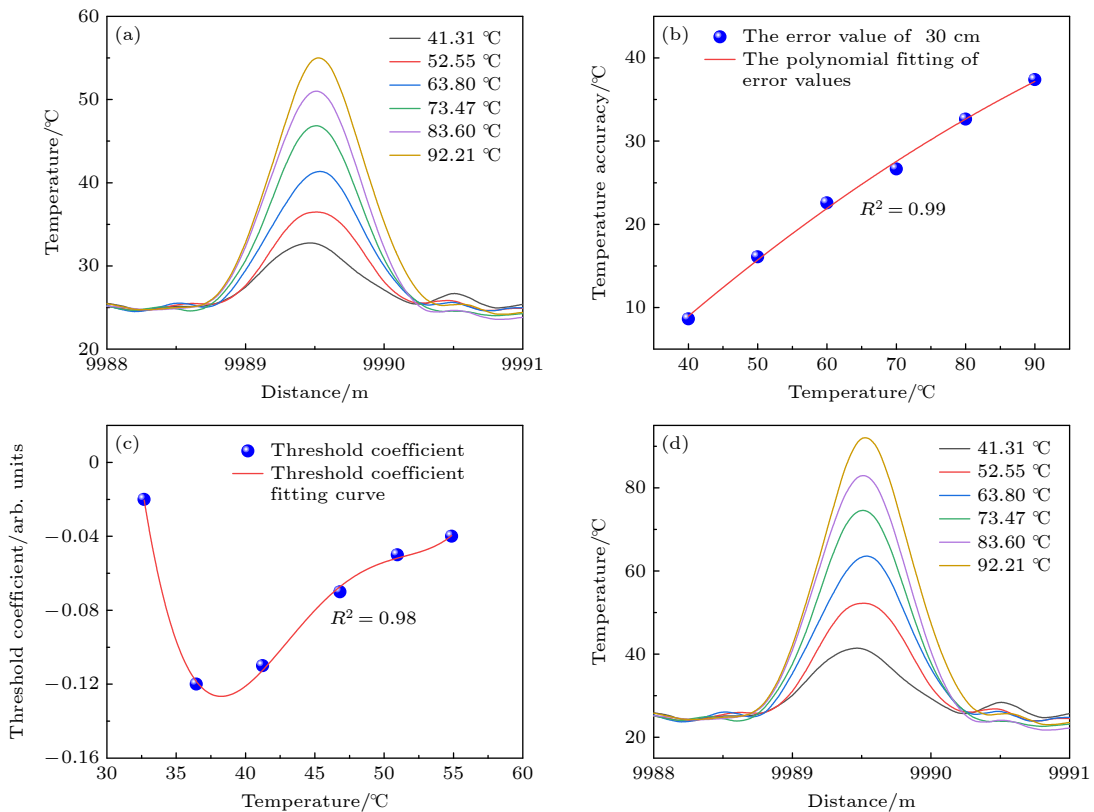 (a)
60
50
40
30
20
Temperature/℃
41.31 ℃
52.55 ℃
63.80 ℃
73.47 ℃
83.60 ℃
92.21 ℃
9988
9989
9990
9991
Distance/m
(b)
The error value of 30 cm
The polynomial fitting of
error values
40
30
20
10
Temperature accuracy/℃
R² = 0.99
40
50
60
70
80
90
Temperature/℃
(c)
Threshold coefficient
Threshold coefficient
fitting curve
0
−0.04
−0.08
−0.12
−0.16
Threshold coefficient/arb. units
R² = 0.98
30
35
40
45
50
55
60
Temperature/℃
(d)
80
60
40
20
Temperature/℃
41.31 ℃
52.55 ℃
63.80 ℃
73.47 ℃
83.60 ℃
92.21 ℃
9988
9989
9990
9991
Distance/m